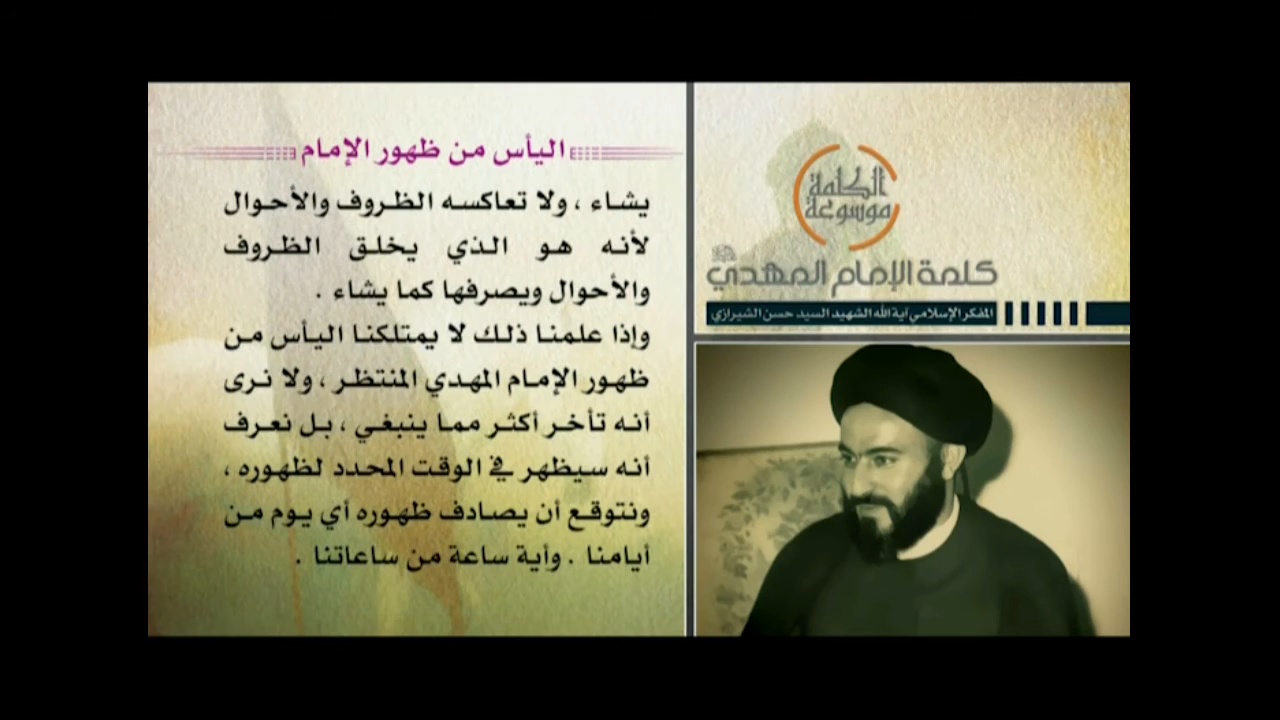 اليأس من ظهور الإمام
يشاء ، ولا تعاكسه الظروف والأحوال
لأنه هو الذي يخلق الظروف
والأحوال ويصرفها كما يشاء .
وإذا علمنا ذلك لا يمتلكنا اليأس من
ظهور الإمام المهدي المنتظر ، ولا نرى
أنه تأخر أكثر مما ينبغي ، بل نعرف
أنه سيظهر في الوقت المحدد لظهوره ،
ونتوقع أن يصادف ظهوره أي يوم من
أيامنا . وأية ساعة من ساعاتنا .
الكلمة
موسوعة
كلمة الإمام المهدي
المفكر الإسلامي آية الله الشهيد السيد حسن الشيرازي